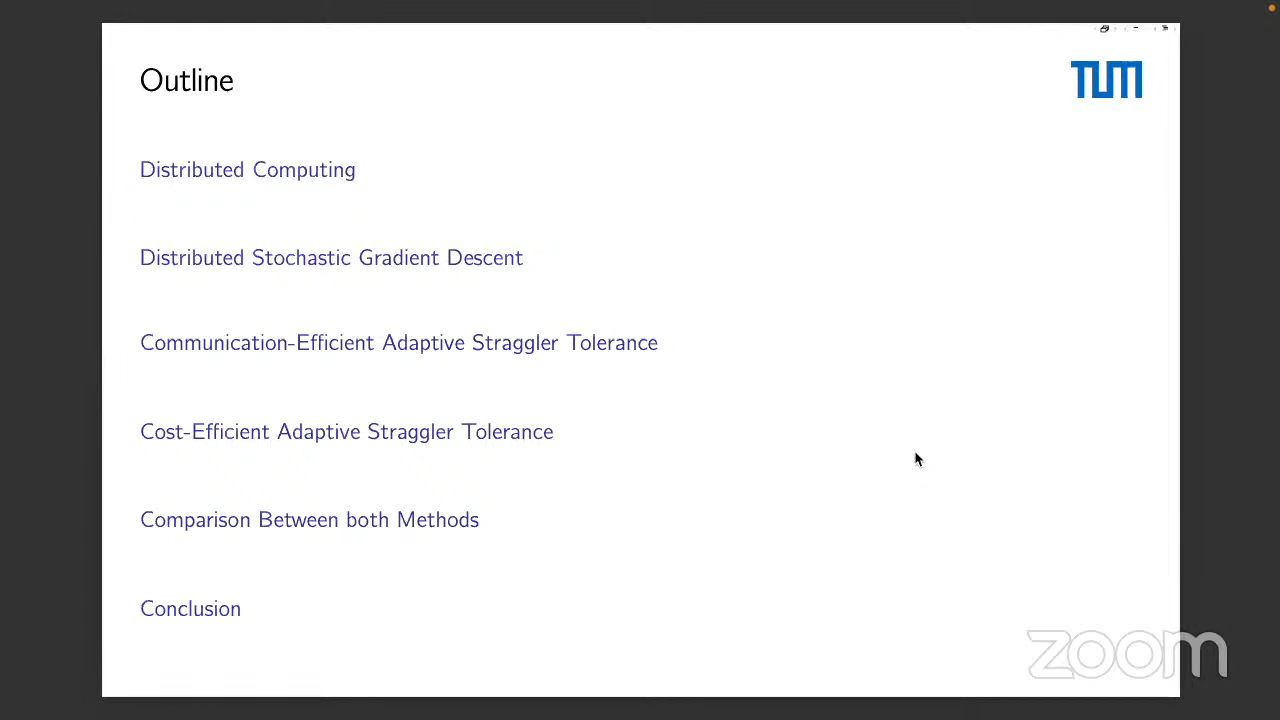 Outline
TUM
Distributed Computing
Distributed Stochastic Gradient Descent
Communication-Efficient Adaptive Straggler Tolerance
Cost-Efficient Adaptive Straggler Tolerance
Comparison Between both Methods
Conclusion
zoom